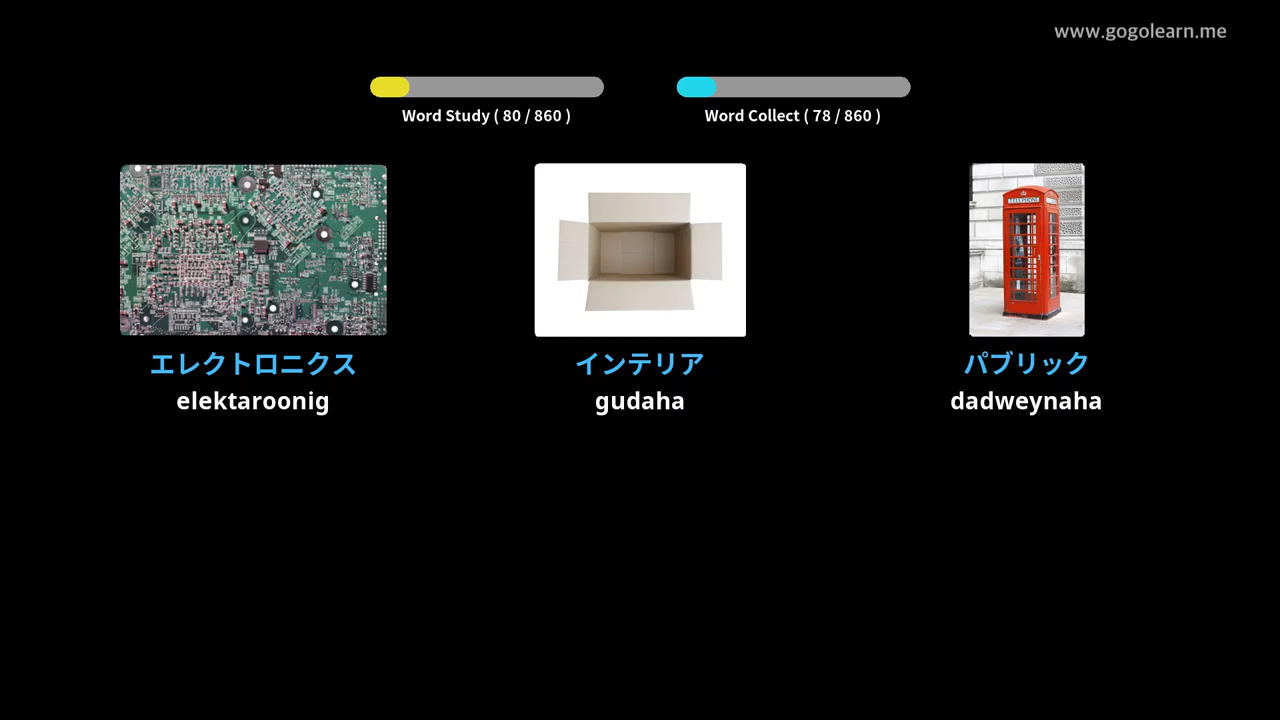 www.gogolearn.me
Word Study ( 80 / 860 )
Word Collect ( 78 / 860 )
TELEPHONE
エレクトロニクス
インテリア
パブリック
elektaroonig
gudaha
dadweynaha